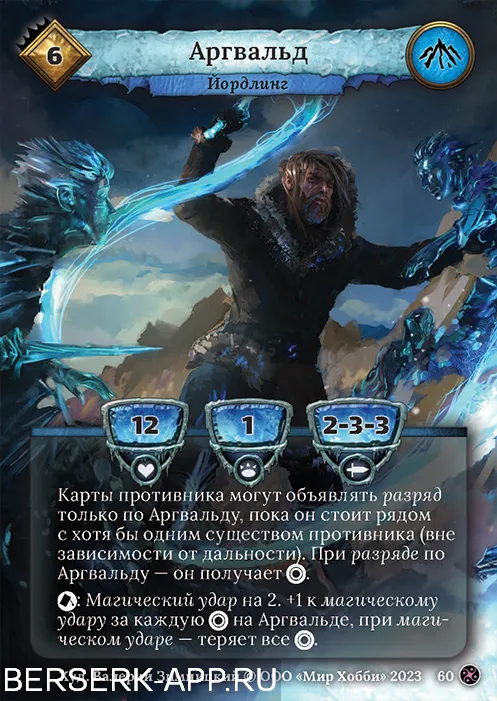 6
Аргвальд
Йордлинг
12
1
2-3-3
Карты противника могут объявлять разряд
только по Аргвальду, пока он стоит рядом
с хотя бы одним существом противника (вне
зависимости от дальности). При разряде по
Аргвальду — он получает .
: Магический удар на 2. +1 к магическому
удару за каждую на Аргвальде, при маги-
ческом ударе — теряет все .
Худ. Валерий © ООО «Мир Хобби» 2023 60
BERSERK-APP.РУ